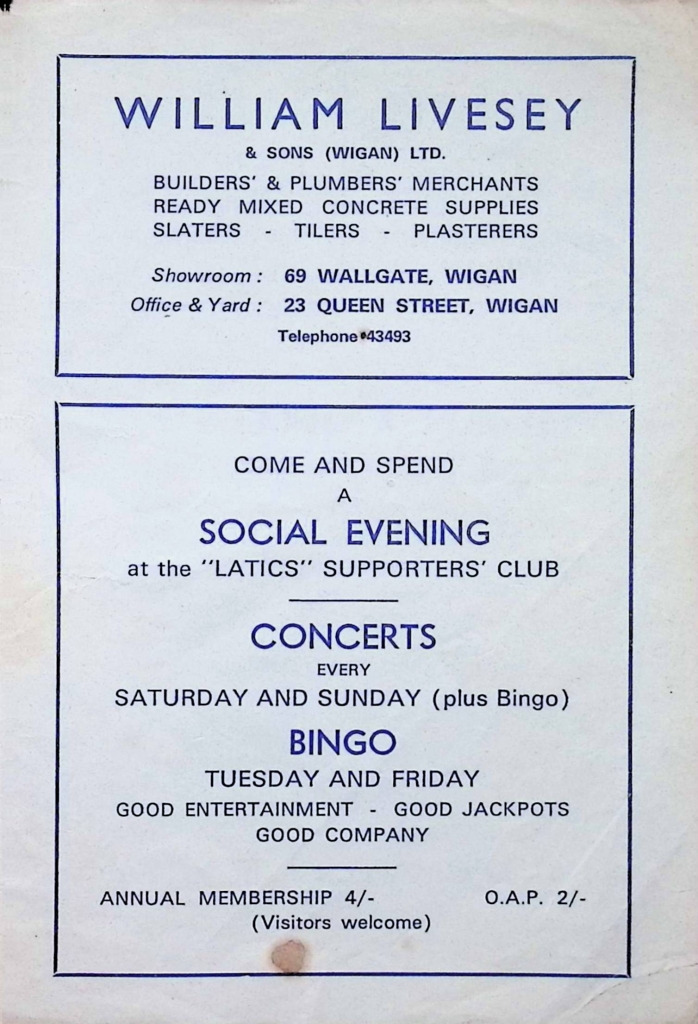 WILLIAM LIVESEY
& SONS (WIGAN) LTD.
BUILDERS' & PLUMBERS' MERCHANTS
READY MIXED CONCRETE SUPPLIES
SLATERS - TILERS - PLASTERERS
Showroom : 69 WALLGATE, WIGAN
Office & Yard : 23 QUEEN STREET, WIGAN
Telephone 43493
COME AND SPEND
A
SOCIAL EVENING
at the "LATICS" SUPPORTERS' CLUB
CONCERTS
EVERY
SATURDAY AND SUNDAY (plus Bingo)
BINGO
TUESDAY AND FRIDAY
GOOD ENTERTAINMENT - GOOD JACKPOTS
GOOD COMPANY
ANNUAL MEMBERSHIP 4/- O.A.P. 2/-
(Visitors welcome)